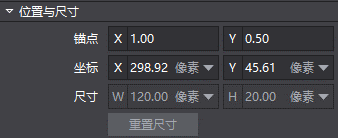 位置与尺寸
锚点 X 1.00 Y 0.50
坐标 X 298.92 像素 Y 45.61 像素
尺寸 W 120.00 像素 H 20.00 像素
重置尺寸